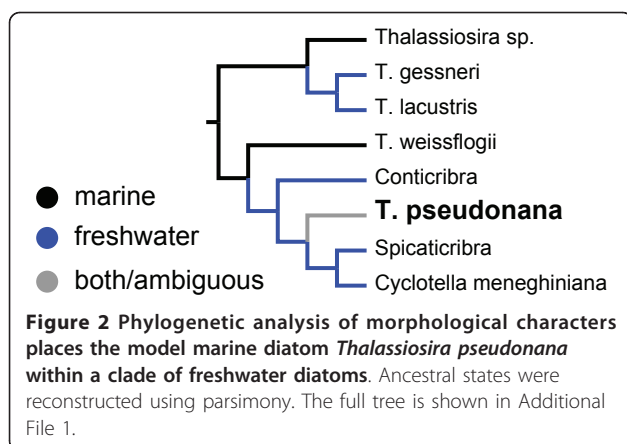 Thalassiosira sp.
T. gessneri
T. lacustris
T. weissflogii
Conticribra
T. pseudonana
Spicaticribra
Cyclotella meneghiniana
marine
freshwater
both/ambiguous
Figure 2 Phylogenetic analysis of morphological characters
places the model marine diatom Thalassiosira pseudonana
within a clade of freshwater diatoms. Ancestral states were
reconstructed using parsimony. The full tree is shown in Additional
File 1.